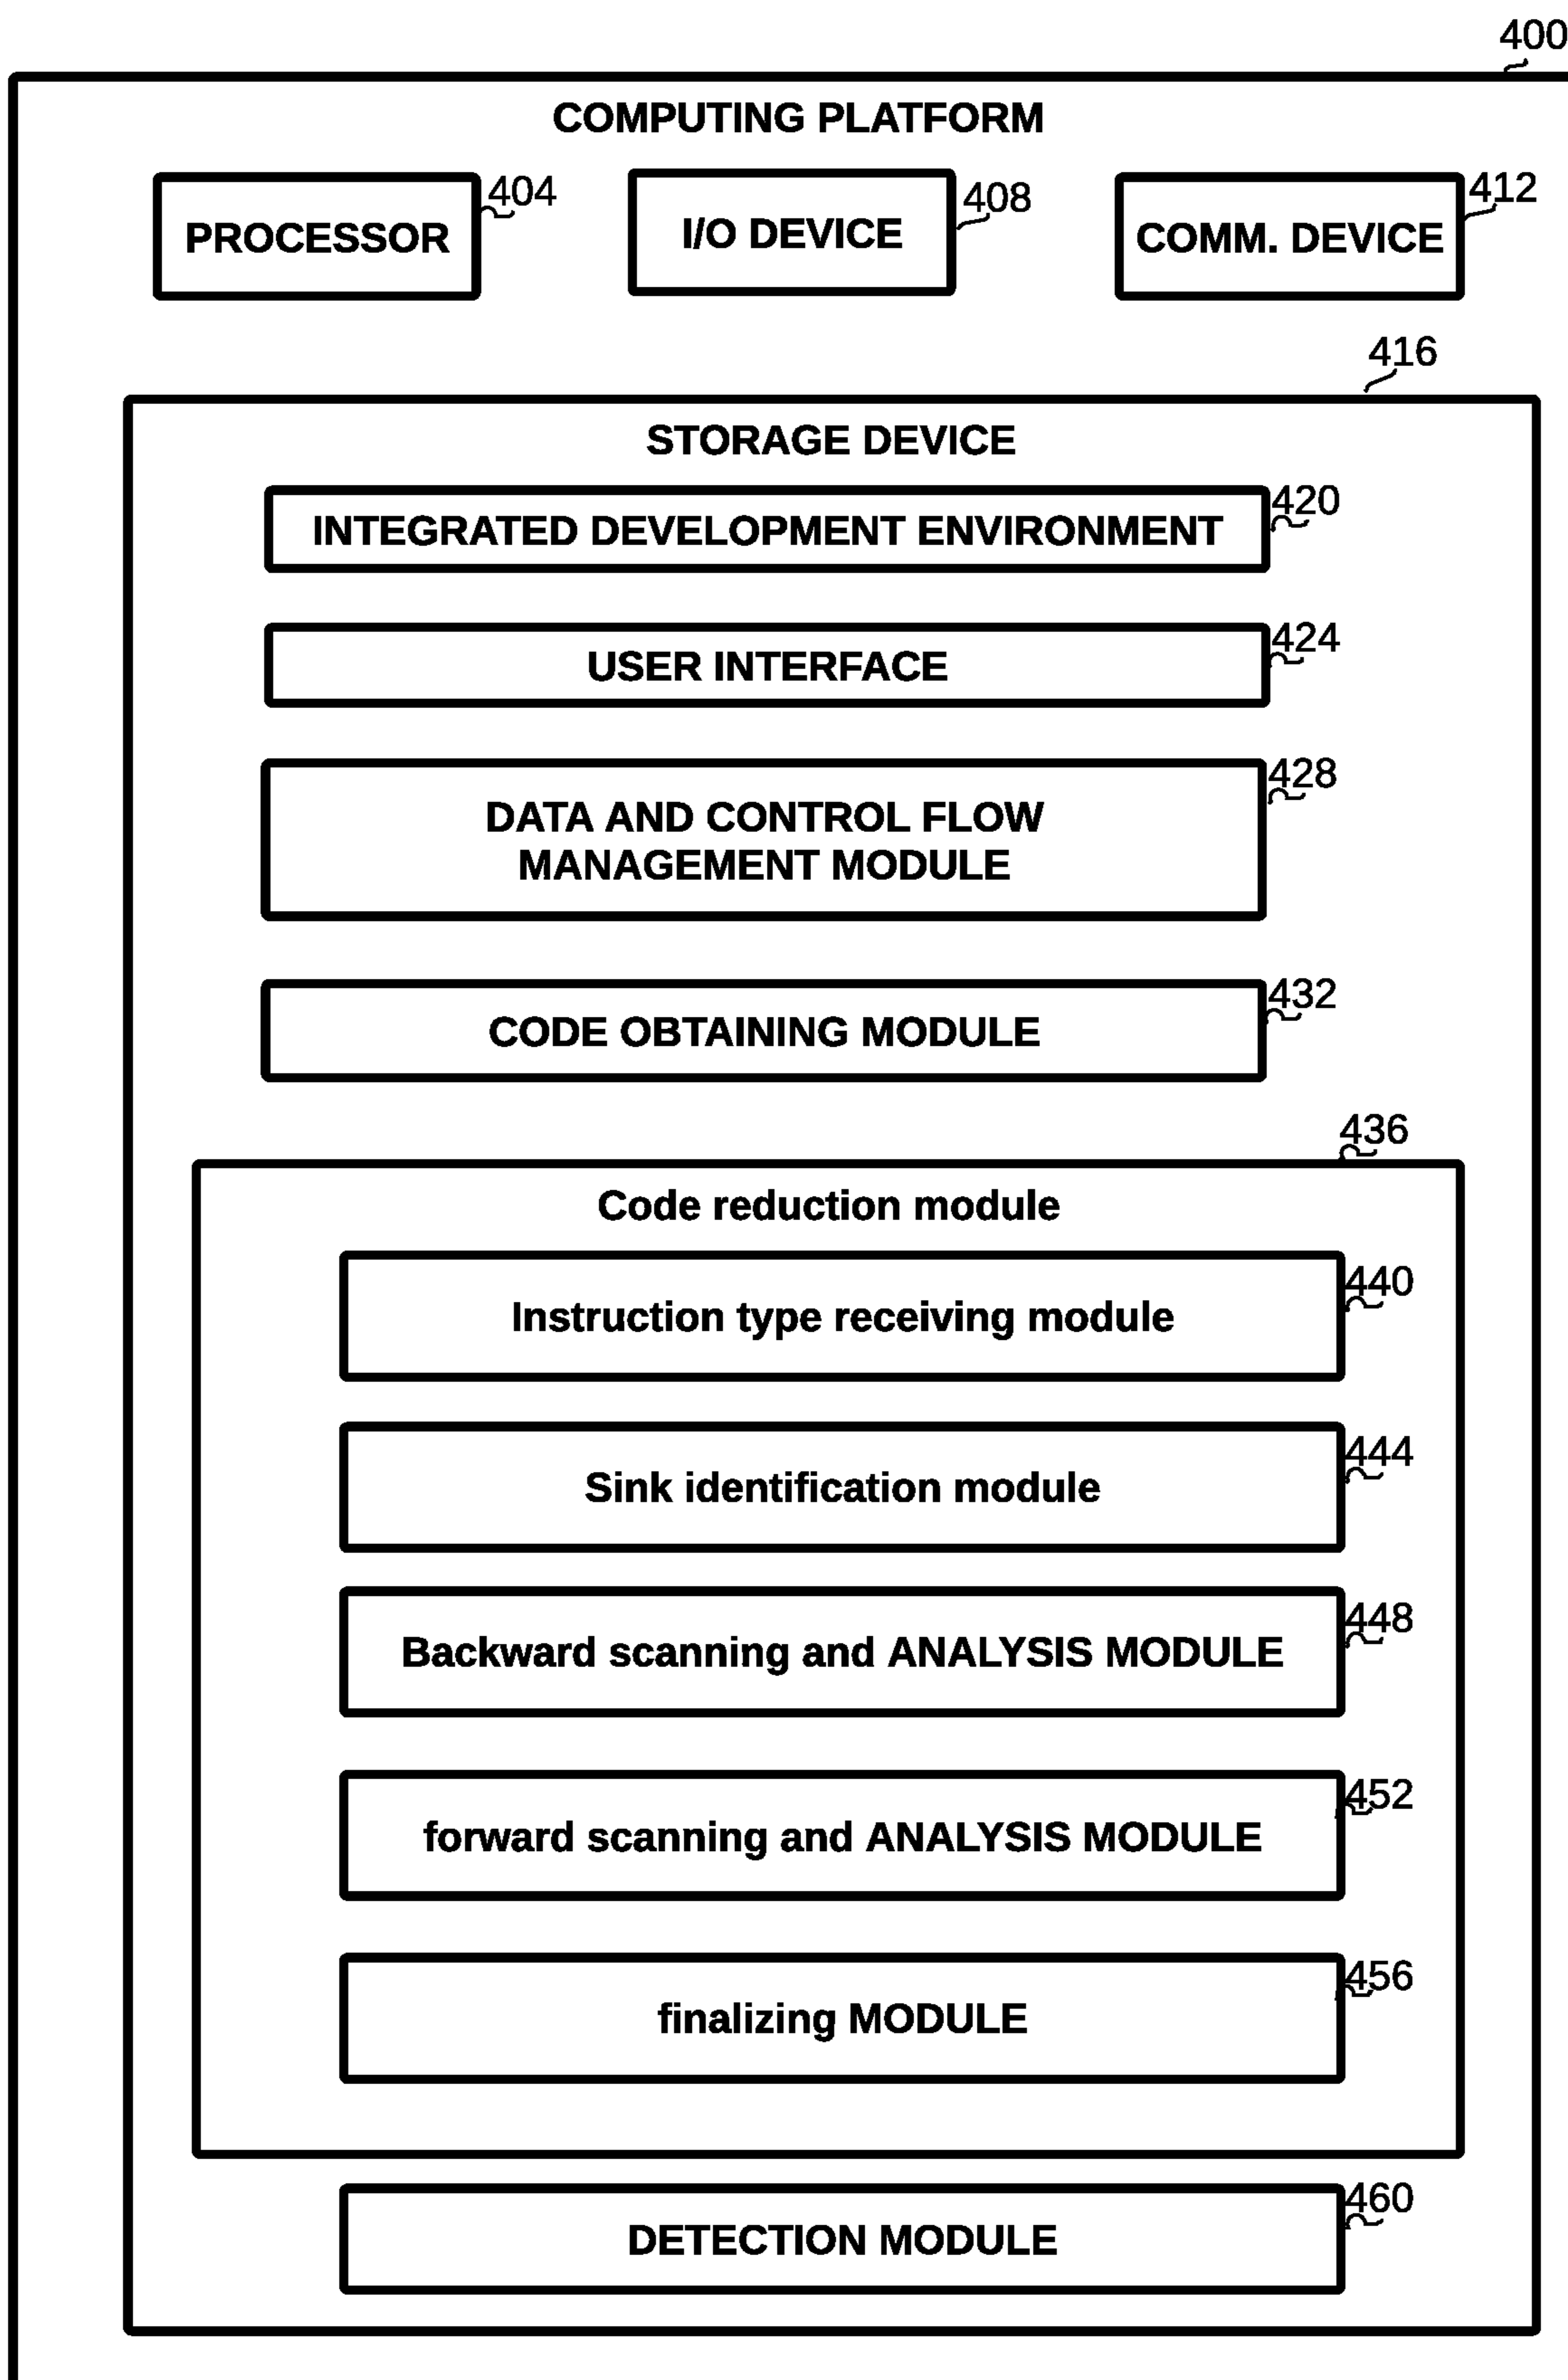 400
COMPUTING PLATFORM
PROCESSOR
404
I/O DEVICE
408
COMM. DEVICE
412
416
STORAGE DEVICE
INTEGRATED DEVELOPMENT ENVIRONMENT
420
USER INTERFACE
424
DATA AND CONTROL FLOW
MANAGEMENT MODULE
428
CODE OBTAINING MODULE
432
436
Code reduction module
Instruction type receiving module
440
Sink identification module
444
Backward scanning and ANALYSIS MODULE
448
forward scanning and ANALYSIS MODULE
452
finalizing MODULE
456
DETECTION MODULE
460